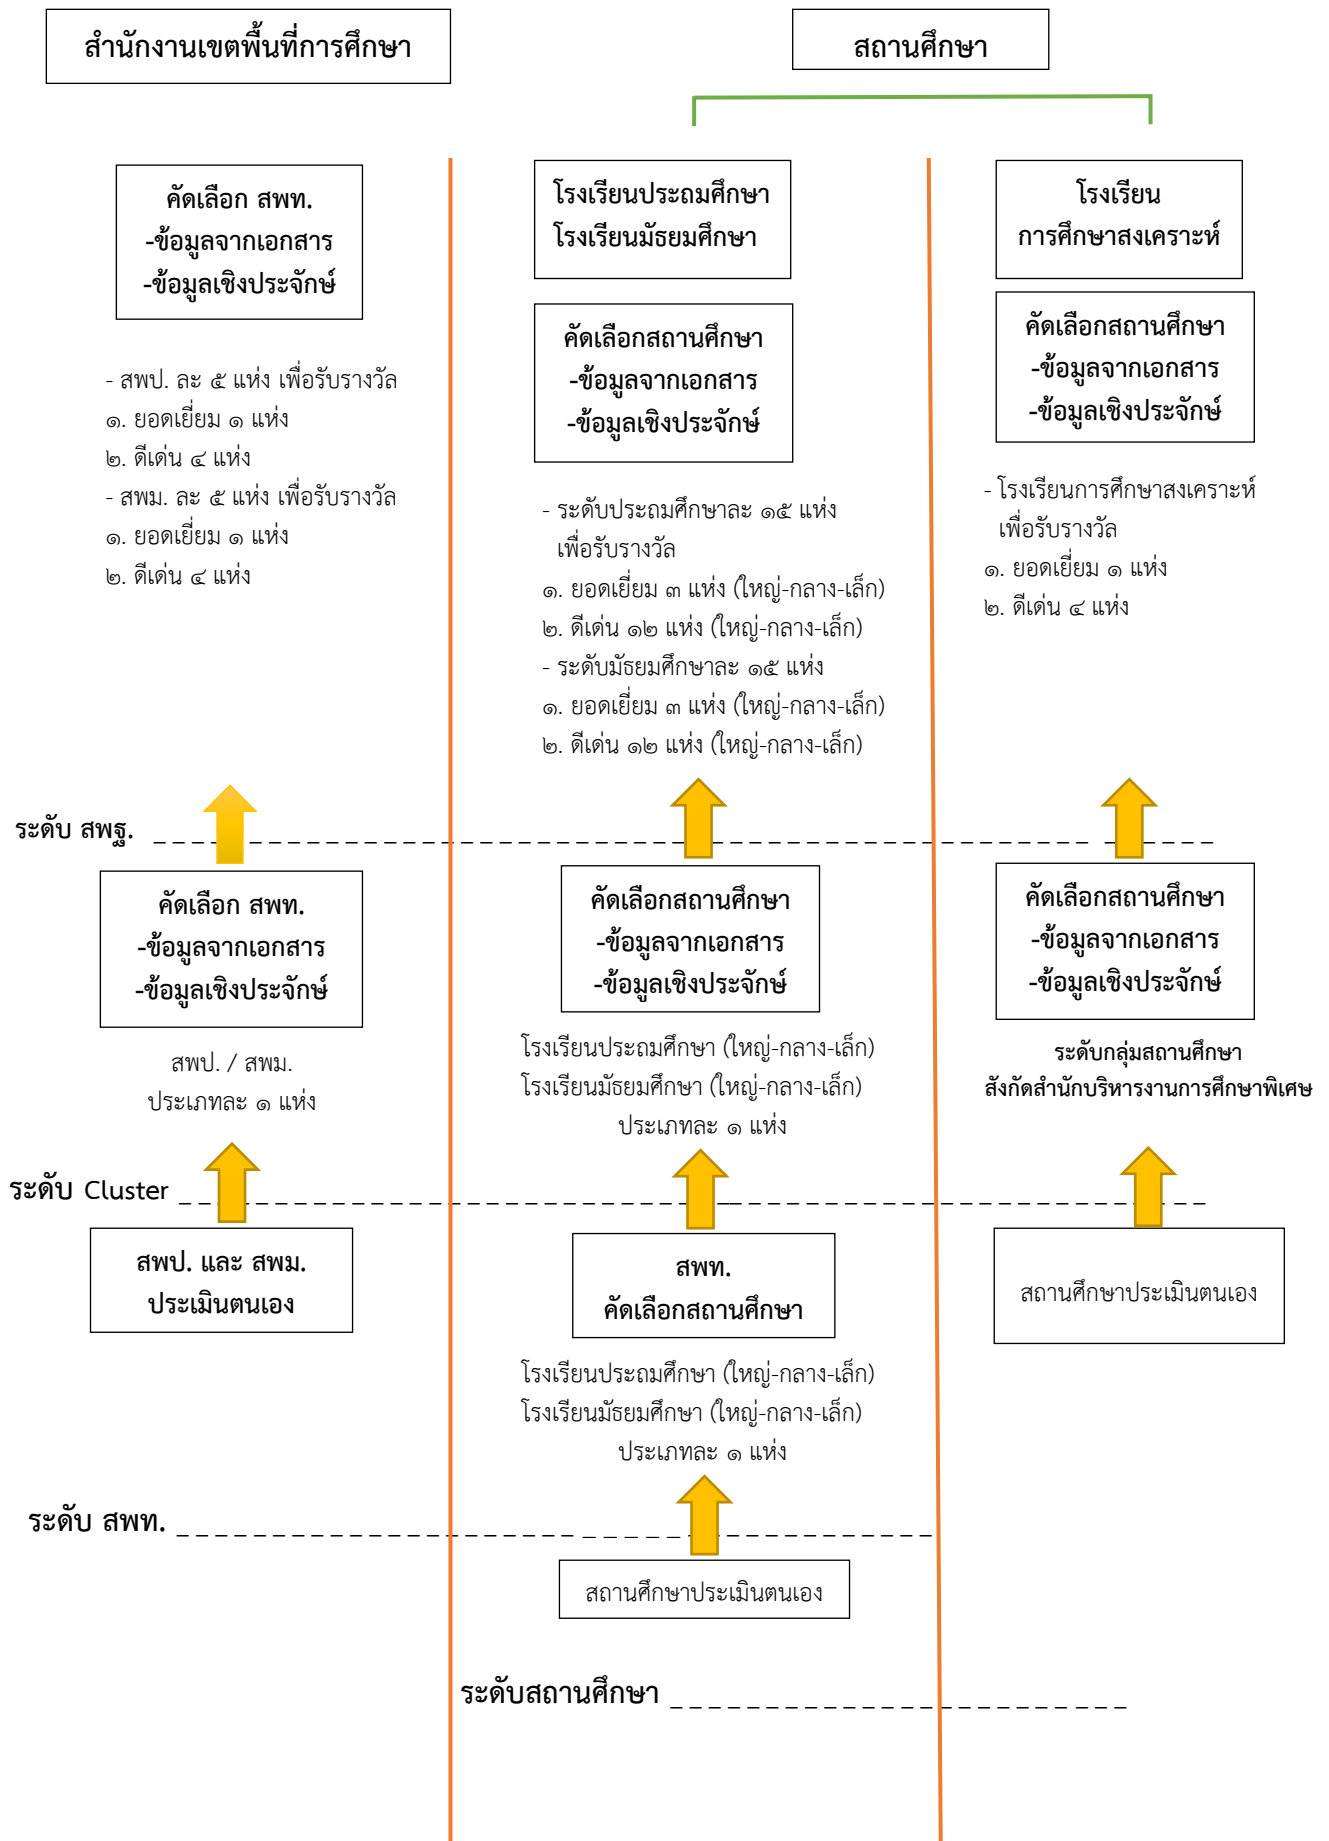 สำนักงานเขตพื้นที่การศึกษา
สถานศึกษา
คัดเลือก สพท.
-ข้อมูลจากเอกสาร
-ข้อมูลเชิงประจักษ์
- สพป. ละ ๕ แห่ง เพื่อรับรางวัล
๑. ยอดเยี่ยม ๑ แห่ง
๒. ดีเด่น ๔ แห่ง
- สพม. ละ ๕ แห่ง เพื่อรับรางวัล
๑. ยอดเยี่ยม ๑ แห่ง
๒. ดีเด่น ๔ แห่ง
โรงเรียนประถมศึกษา
โรงเรียนมัธยมศึกษา
คัดเลือกสถานศึกษา
-ข้อมูลจากเอกสาร
-ข้อมูลเชิงประจักษ์
- ระดับประถมศึกษาละ ๑๕ แห่ง
เพื่อรับรางวัล
๑. ยอดเยี่ยม ๓ แห่ง (ใหญ่-กลาง-เล็ก)
๒. ดีเด่น ๑๒ แห่ง (ใหญ่-กลาง-เล็ก)
- ระดับมัธยมศึกษาละ ๑๕ แห่ง
๑. ยอดเยี่ยม ๓ แห่ง (ใหญ่-กลาง-เล็ก)
๒. ดีเด่น ๑๒ แห่ง (ใหญ่-กลาง-เล็ก)
โรงเรียน
การศึกษาสงเคราะห์
คัดเลือกสถานศึกษา
-ข้อมูลจากเอกสาร
-ข้อมูลเชิงประจักษ์
- โรงเรียนการศึกษาสงเคราะห์
เพื่อรับรางวัล
๑. ยอดเยี่ยม ๑ แห่ง
๒. ดีเด่น ๔ แห่ง
ระดับ สพฐ.
คัดเลือก สพท.
-ข้อมูลจากเอกสาร
-ข้อมูลเชิงประจักษ์
สพป. / สพม.
ประเภทละ ๑ แห่ง
คัดเลือกสถานศึกษา
-ข้อมูลจากเอกสาร
-ข้อมูลเชิงประจักษ์
โรงเรียนประถมศึกษา (ใหญ่-กลาง-เล็ก)
โรงเรียนมัธยมศึกษา (ใหญ่-กลาง-เล็ก)
ประเภทละ ๑ แห่ง
คัดเลือกสถานศึกษา
-ข้อมูลจากเอกสาร
-ข้อมูลเชิงประจักษ์
ระดับกลุ่มสถานศึกษา
สังกัดสำนักบริหารงานการศึกษาพิเศษ
ระดับ Cluster
สพป. และ สพม.
ประเมินตนเอง
สพท.
คัดเลือกสถานศึกษา
โรงเรียนประถมศึกษา (ใหญ่-กลาง-เล็ก)
โรงเรียนมัธยมศึกษา (ใหญ่-กลาง-เล็ก)
ประเภทละ ๑ แห่ง
สถานศึกษาประเมินตนเอง
ระดับ สพท.
สถานศึกษาประเมินตนเอง
ระดับสถานศึกษา